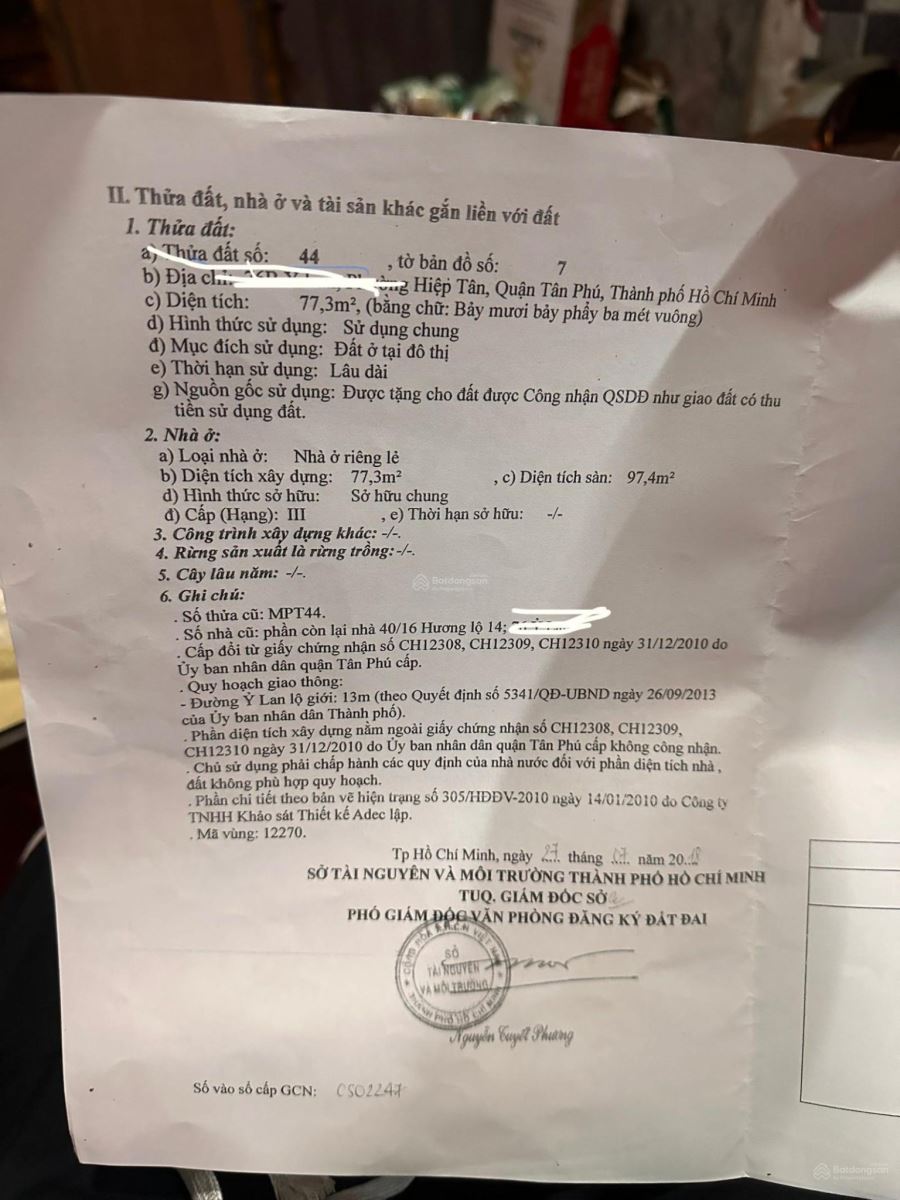 II. Thửa đất, nhà ở và tài sản khác gắn liền với đất
1. Thửa đất:
a) Thửa đất số: 44 , tờ bản đồ số: 7
b) Địa chỉ: Hiệp Tân, Quận Tân Phú, Thành phố Hồ Chí Minh
c) Diện tích: 77,3m², (bằng chữ: Bảy mươi bảy phẩy ba mét vuông)
d) Hình thức sử dụng: Sử dụng chung
đ) Mục đích sử dụng: Đất ở tại đô thị
e) Thời hạn sử dụng: Lâu dài
g) Nguồn gốc sử dụng: Được tặng cho đất được Công nhận QSDĐ như giao đất có thu
tiền sử dụng đất.
2. Nhà ở:
a) Loại nhà ở: Nhà ở riêng lẻ
b) Diện tích xây dựng: 77,3m² , c) Diện tích sàn: 97,4m²
d) Hình thức sở hữu: Sở hữu chung
đ) Cấp (Hạng): III , e) Thời hạn sở hữu: -/-
3. Công trình xây dựng khác: -/-.
4. Rừng sản xuất là rừng trồng: -/-.
5. Cây lâu năm: -/-.
6. Ghi chú:
. Số thửa cũ: MPT44.
. Số nhà cũ: phần còn lại nhà 40/16 Hương lộ 14;
. Cấp đổi từ giấy chứng nhận số CH12308, CH12309, CH12310 ngày 31/12/2010 do
Ủy ban nhân dân quận Tân Phú cấp.
. Quy hoạch giao thông:
- Đường Ỷ Lan lộ giới: 13m (theo Quyết định số 5341/QĐ-UBND ngày 26/09/2013
của Ủy ban nhân dân Thành phố).
. Phần diện tích xây dựng nằm ngoài giấy chứng nhận số CH12308, CH12309,
CH12310 ngày 31/12/2010 do Ủy ban nhân dân quận Tân Phú cấp không công nhận.
. Chủ sử dụng phải chấp hành các quy định của nhà nước đối với phần diện tích nhà,
đất không phù hợp quy hoạch.
. Phần chi tiết theo bản vẽ hiện trạng số 305/HĐĐV-2010 ngày 14/01/2010 do Công ty
TNHH Khảo sát Thiết kế Adec lập.
. Mã vùng: 12270.
Tp Hồ Chí Minh, ngày 27 tháng 07 năm 2018
SỞ TÀI NGUYÊN VÀ MÔI TRƯỜNG THÀNH PHỐ HỒ CHÍ MINH
TUQ. GIÁM ĐỐC SỞ
PHÓ GIÁM ĐỐC VĂN PHÒNG ĐĂNG KÝ ĐẤT ĐAI
CỘNG HÒA X.H.C.N VIỆT NAM
SỞ
TÀI NGUYÊN
VÀ MÔI TRƯỜNG
THÀNH PHỐ HỒ CHÍ MINH
Nguyễn Tuyết Phương
Số vào sổ cấp GCN: CS02247
Batdongsan
Batdongsan